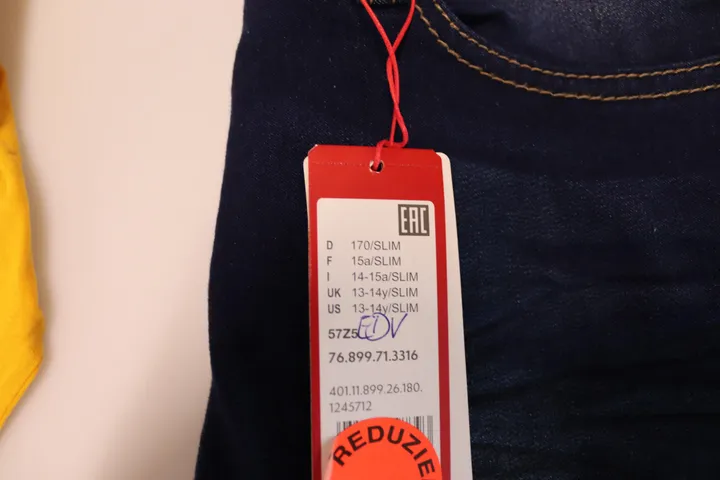 EAC
D 170/SLIM
F 15a/SLIM
I 14-15a/SLIM
UK 13-14y/SLIM
US 13-14y/SLIM
57Z5 EDV
76.899.71.3316
401.11.899.26.180.
1245712
REDUZIE